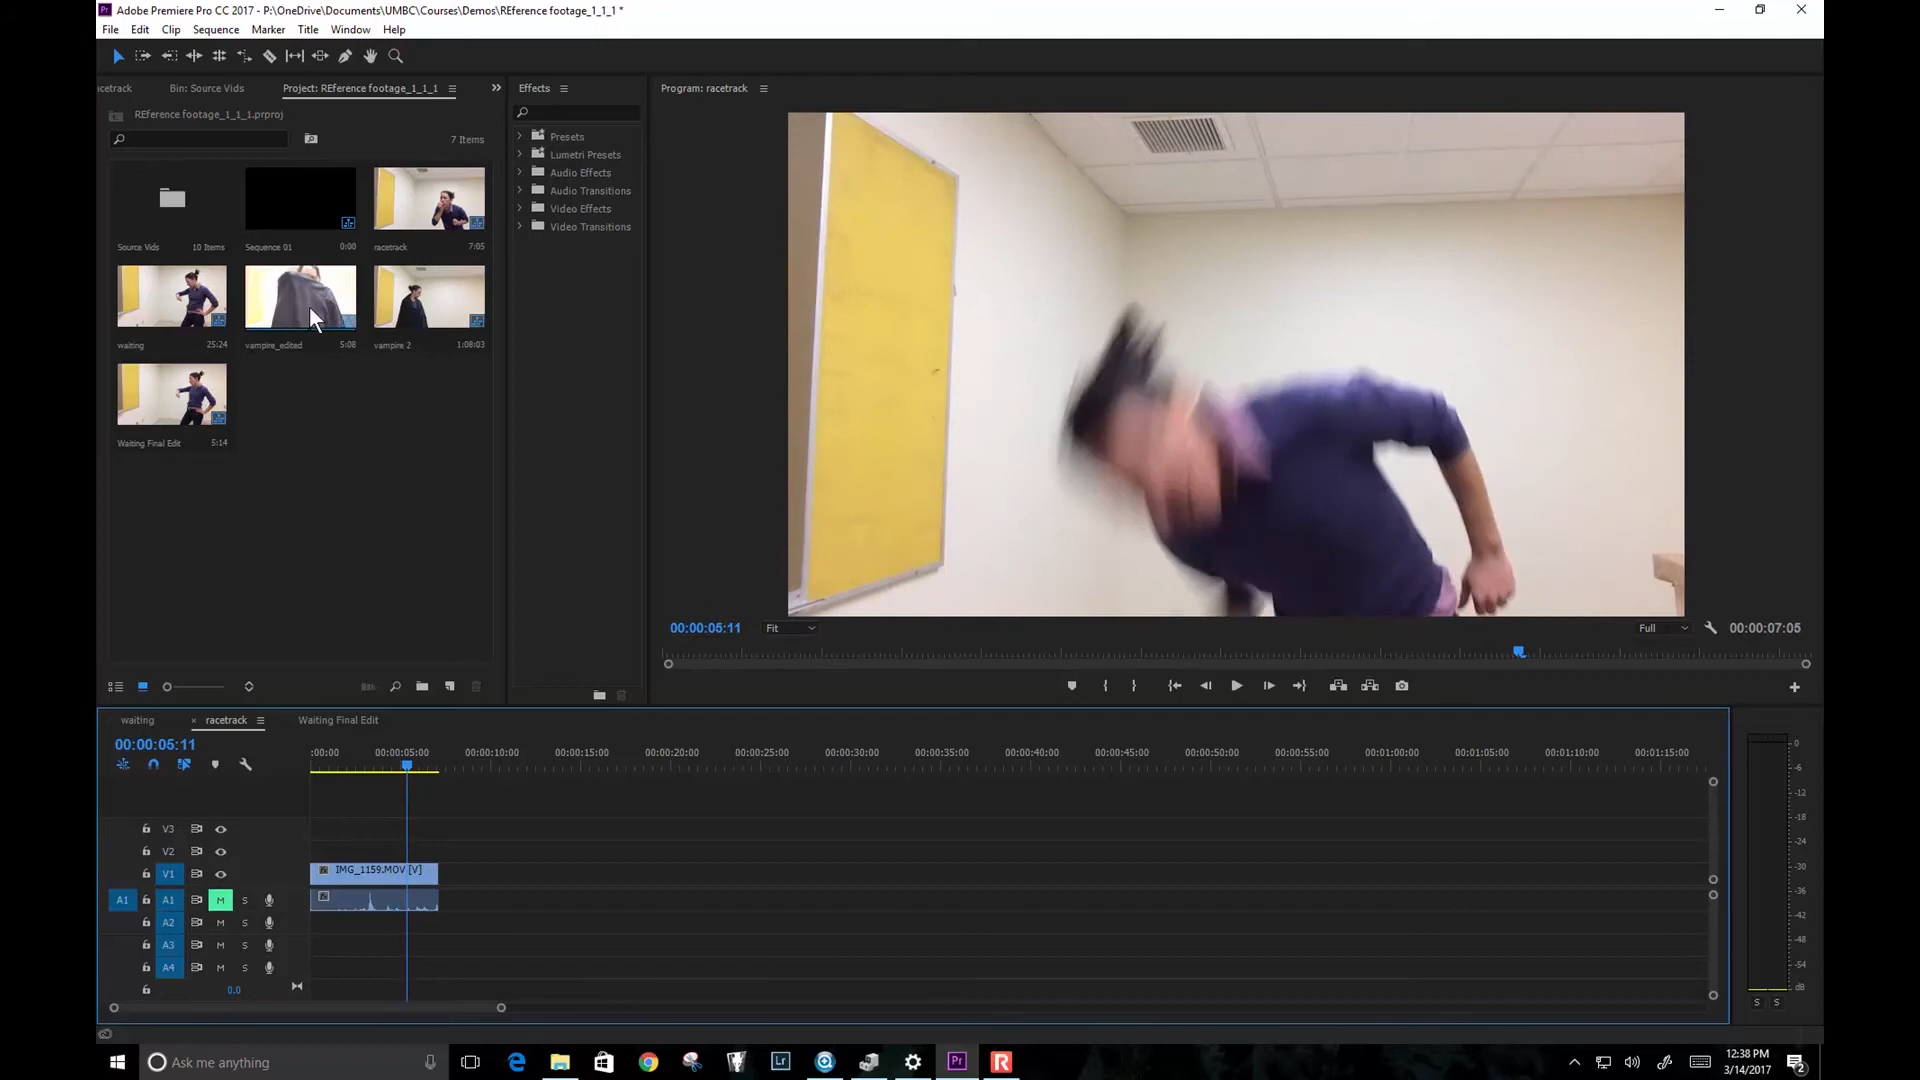 Adobe Premiere Pro CC 2017 - P:\OneDrive\Documents\UMBC\Courses\Demos\REference footage_1_1_1 *
File Edit Clip Sequence Marker Title Window Help
cetrack Bin: Source Vids Project: REference footage_1_1_1
REference footage_1_1_1.prproj
7 Items
Source Vids 10 Items
Sequence 01 0:00
racetrack 7:05
waiting 25:24
vampire_edited 5:08
vampire 2 1:08:03
Waiting Final Edit 5:14
Effects
Presets
Lumetri Presets
Audio Effects
Audio Transitions
Video Effects
Video Transitions
Program: racetrack
00:00:05:11 Fit Full 00:00:07:05
waiting × racetrack Waiting Final Edit
00:00:05:11
:00:00 00:00:05:00 00:00:10:00 00:00:15:00 00:00:20:00 00:00:25:00 00:00:30:00 00:00:35:00 00:00:40:00 00:00:45:00 00:00:50:00 00:00:55:00 00:01:00:00 00:01:05:00 00:01:10:00 00:01:15:00
V3
V2
V1 IMG_1159.MOV [V]
A1 A1 M S
A2 M S
A3 M S
A4 M S
0.0
0
-6
-12
-18
-24
-30
-36
-42
-48
-54
dB
S S
Ask me anything
Lr
Pr
R
12:38 PM
3/14/2017
2